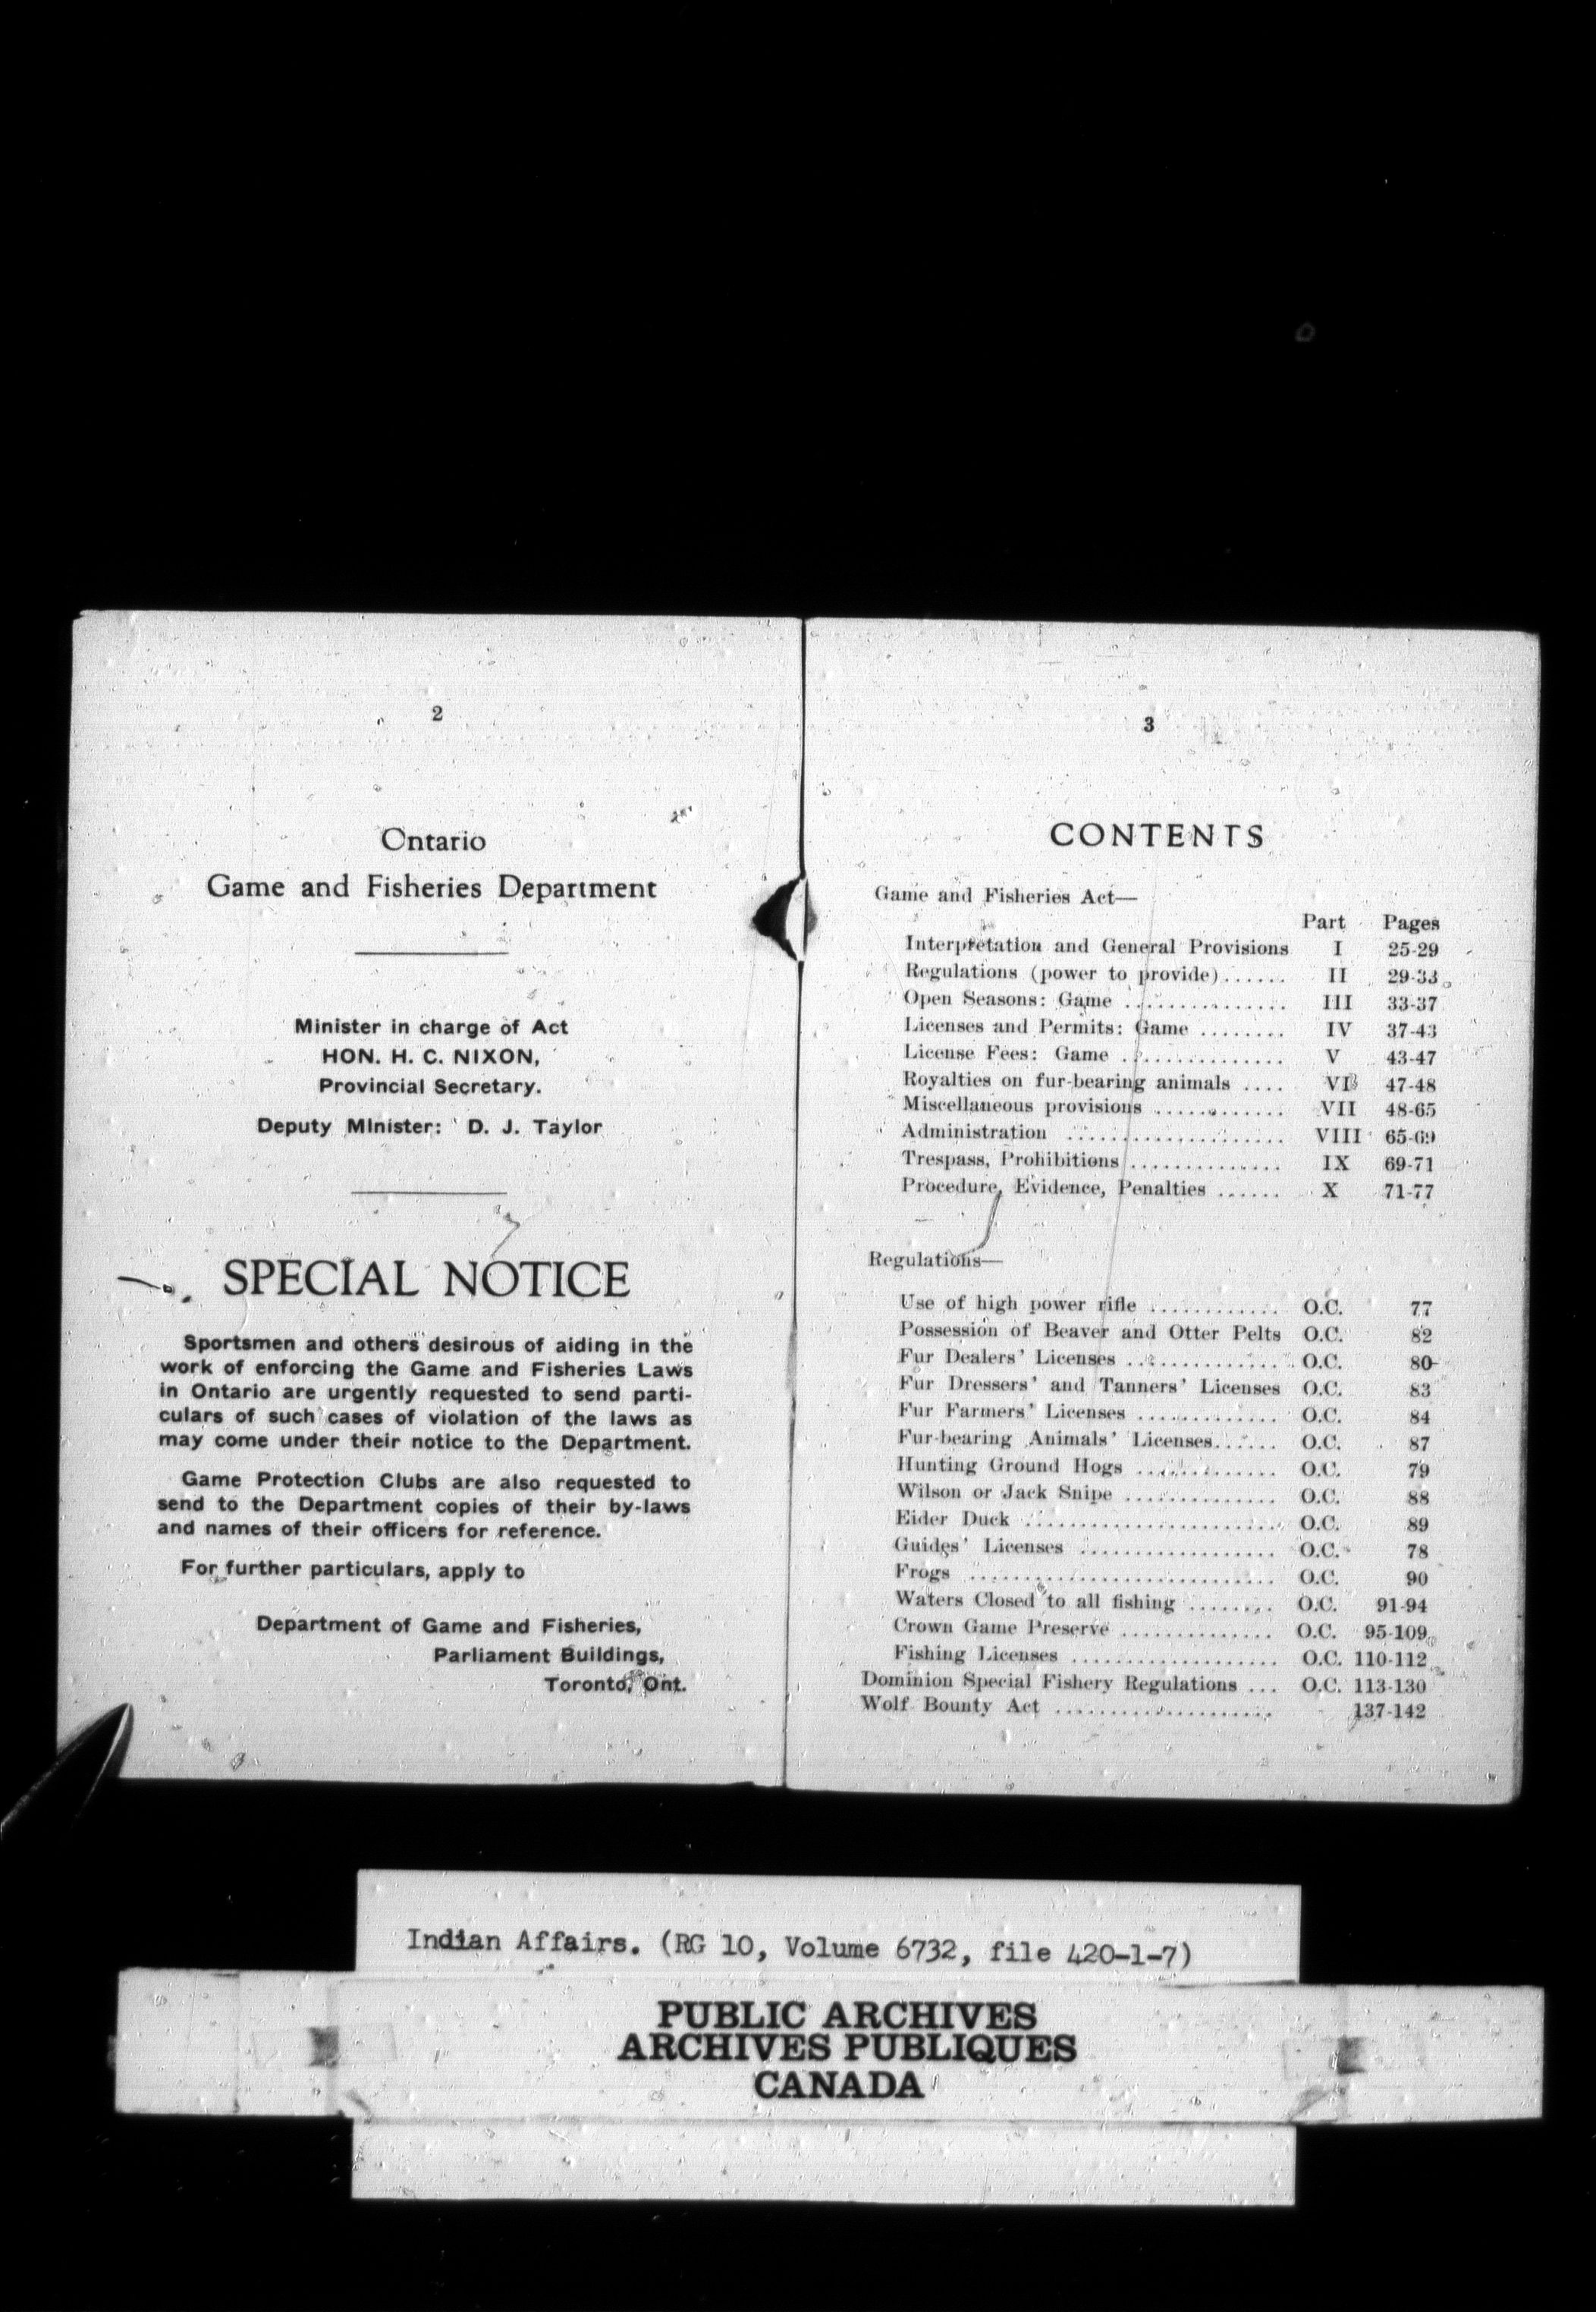 2
Ontario
Game and Fisheries Department
Minister in charge of Act
HON. H. C. NIXON,
Provincial Secretary.
Deputy Minister: D. J. Taylor
SPECIAL NOTICE
Sportsmen and others desirous of aiding in the
work of enforcing the Game and Fisheries Laws
in Ontario are urgently requested to send parti-
culars of such cases of violation of the laws as
may come under their notice to the Department.
Game Protection Clubs are also requested to
send to the Department copies of their by-laws
and names of their officers for reference.
For further particulars, apply to
Department of Game and Fisheries,
Parliament Buildings,
Toronto, Ont.
3
CONTENTS
Game and Fisheries Act—
Part Pages
Interpretation and General Provisions I 25-29
Regulations (power to provide)...... II 29-33
Open Seasons: Game ............... III 33-37
Licenses and Permits: Game ........ IV 37-43
License Fees: Game .............. V 43-47
Royalties on fur-bearing animals .... VI 47-48
Miscellaneous provisions ............ VII 48-65
Administration .................... VIII 65-69
Trespass, Prohibitions .............. IX 69-71
Procedure, Evidence, Penalties ...... X 71-77
Regulations—
Use of high power rifle ............ O.C. 77
Possession of Beaver and Otter Pelts O.C. 82
Fur Dealers' Licenses .............. O.C. 80
Fur Dressers' and Tanners' Licenses O.C. 83
Fur Farmers' Licenses ............. O.C. 84
Fur-bearing Animals' Licenses...... O.C. 87
Hunting Ground Hogs ............. O.C. 79
Wilson or Jack Snipe .............. O.C. 88
Eider Duck ........................ O.C. 89
Guides' Licenses .................. O.C. 78
Frogs ............................ O.C. 90
Waters Closed to all fishing ........ O.C. 91-94
Crown Game Preserve .............. O.C. 95-109
Fishing Licenses ................... O.C. 110-112
Dominion Special Fishery Regulations ... O.C. 113-130
Wolf Bounty Act .................... 137-142
Indian Affairs. (RG 10, Volume 6732, file 420-1-7)
PUBLIC ARCHIVES
ARCHIVES PUBLIQUES
CANADA